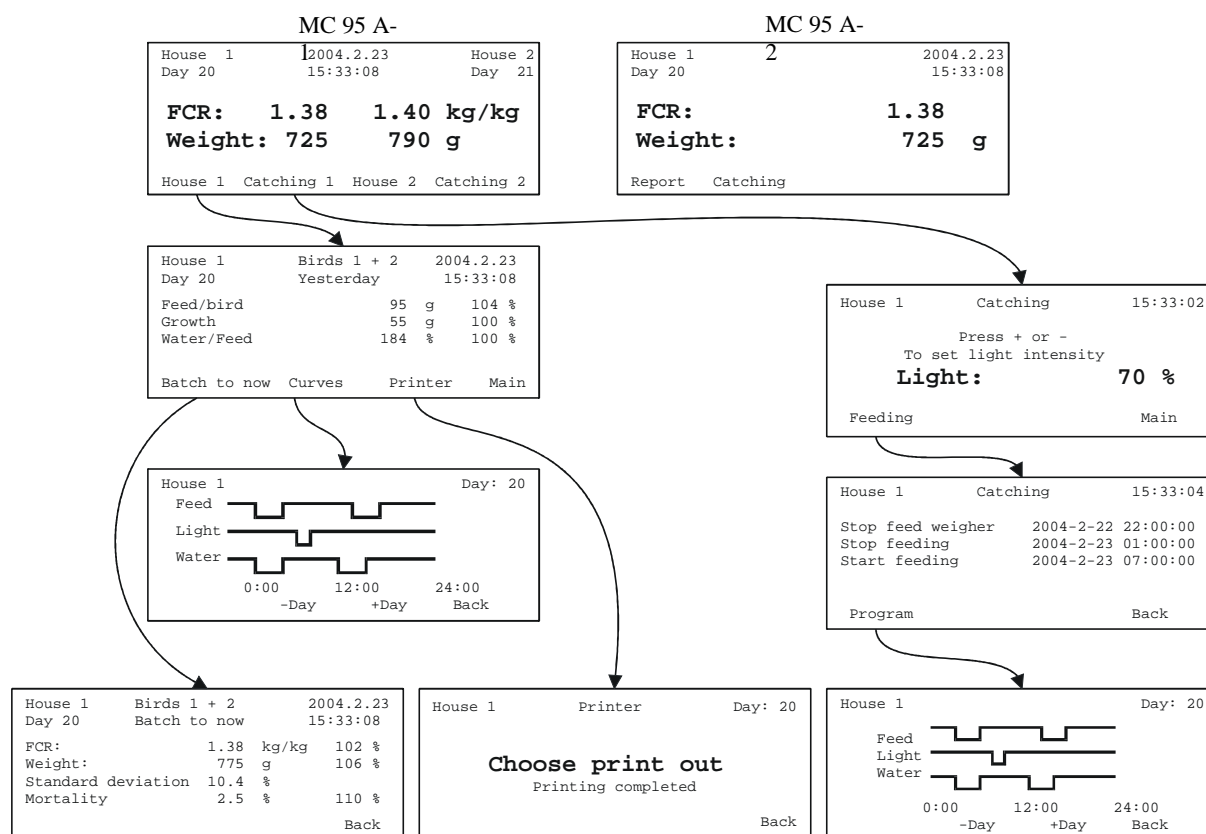 MC 95 A-
1
House 1 2004.2.23 House 2
Day 20 15:33:08 Day 21
FCR: 1.38 1.40 kg/kg
Weight: 725 790 g
House 1 Catching 1 House 2 Catching 2
MC 95 A-
2
House 1 2004.2.23
Day 20 15:33:08
FCR: 1.38
Weight: 725 g
Report Catching
House 1 Birds 1 + 2 2004.2.23
Day 20 Yesterday 15:33:08
Feed/bird 95 g 104 %
Growth 55 g 100 %
Water/Feed 184 % 100 %
Batch to now Curves Printer Main
House 1 Catching 15:33:02
Press + or -
To set light intensity
Light: 70 %
Feeding Main
House 1 Day: 20
Feed
Light
Water
0:00 12:00 24:00
-Day +Day Back
House 1 Catching 15:33:04
Stop feed weigher 2004-2-22 22:00:00
Stop feeding 2004-2-23 01:00:00
Start feeding 2004-2-23 07:00:00
Program Back
House 1 Birds 1 + 2 2004.2.23
Day 20 Batch to now 15:33:08
FCR: 1.38 kg/kg 102 %
Weight: 775 g 106 %
Standard deviation 10.4 %
Mortality 2.5 % 110 %
Back
House 1 Printer Day: 20
Choose print out
Printing completed
Back
House 1 Day: 20
Feed
Light
Water
0:00 12:00 24:00
-Day +Day Back